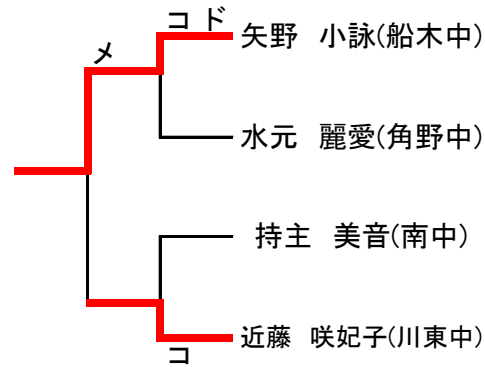 コド
矢野　小詠(船木中)
メ
水元　麗愛(角野中)
持主　美音(南中)
近藤　咲妃子(川東中)
コ